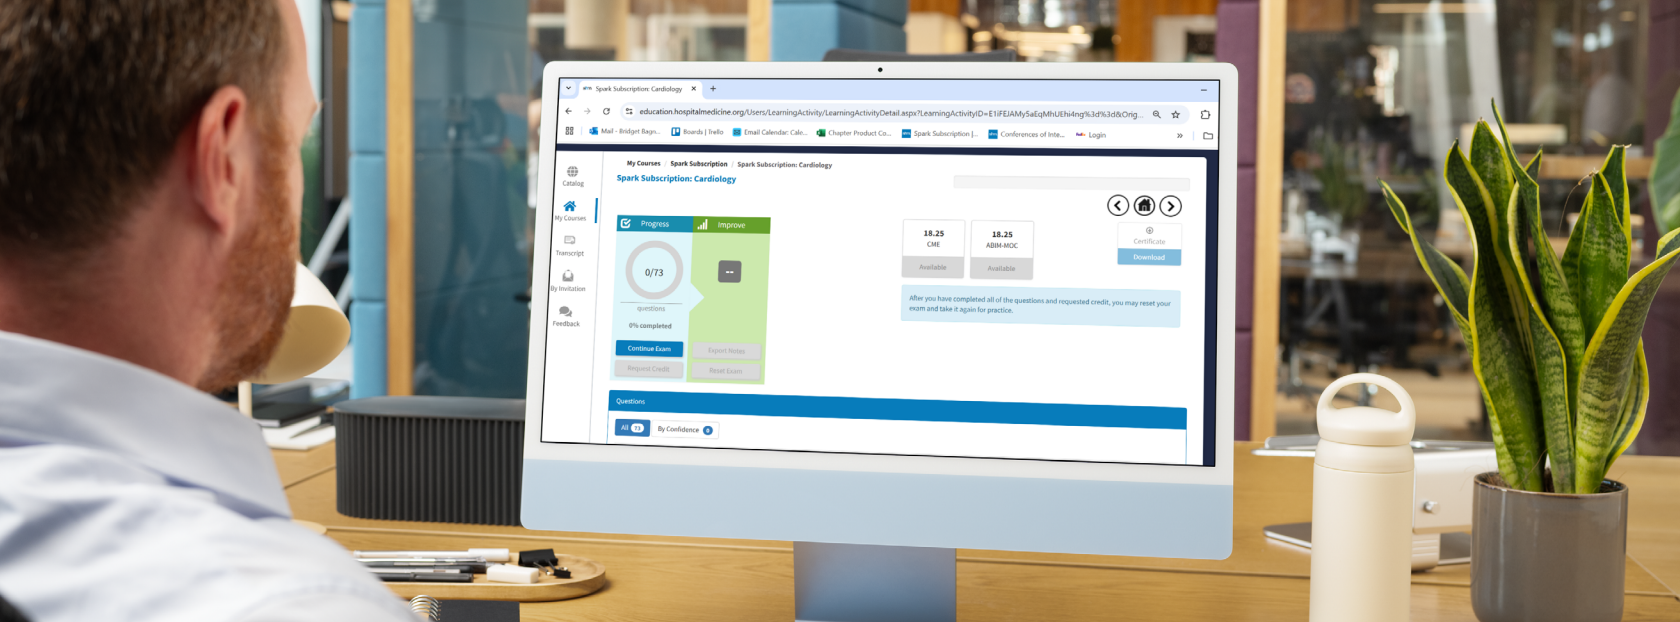 Spark Subscription: Cardiology
education.hospitalmedicine.org/Users/LearningActivity/LearningActivityDetail.aspx?LearningActivityID=E1iFEJAMy5aEqMhUEhi4ng%3d%3d&Orig...
Mail - Bridget Bagn... Boards | Trello Email Calendar: Cale... Chapter Product Co... Spark Subscription |... Conferences of Inte... Login
My Courses / Spark Subscription / Spark Subscription: Cardiology
Spark Subscription: Cardiology
Catalog
My Courses
Transcript
By Invitation
Feedback
Progress
Improve
0/73
--
questions
0% completed
Continue Exam
Export Notes
Request Credit
Reset Exam
18.25
CME
Available
18.25
ABIM-MOC
Available
Certificate
Download
After you have completed all of the questions and requested credit, you may reset your
exam and take it again for practice.
Questions
All 73
By Confidence 0